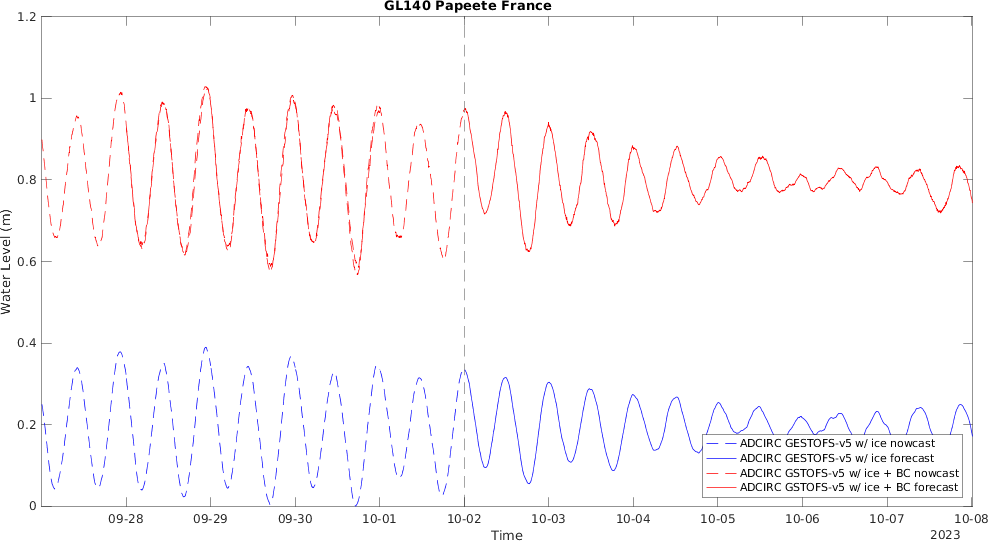 GL140 Papeete France
1.2
1
0.8
0.6
0.4
0.2
0
Water Level (m)
09-28
09-29
09-30
10-01
10-02
10-03
10-04
10-05
10-06
10-07
10-08
Time
2023
ADCIRC GESTOFS-v5 w/ ice nowcast
ADCIRC GESTOFS-v5 w/ ice forecast
ADCIRC GSTOFS-v5 w/ ice + BC nowcast
ADCIRC GSTOFS-v5 w/ ice + BC forecast